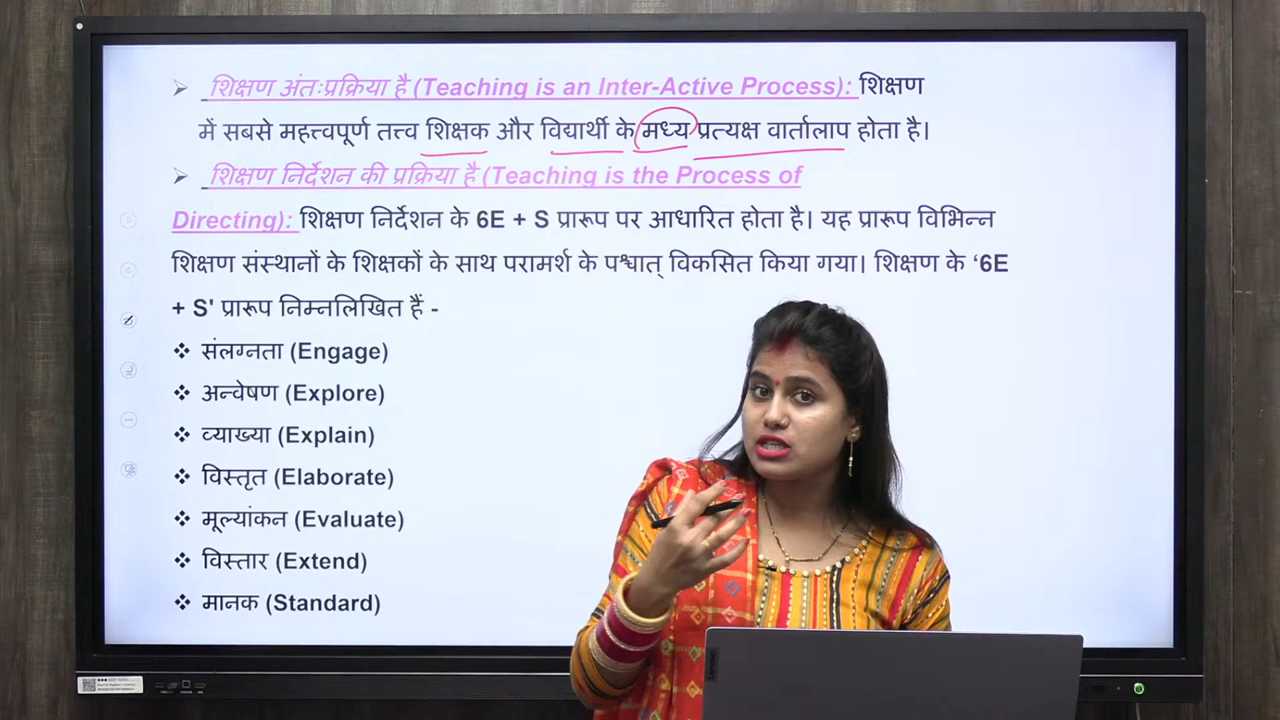 ➢ शिक्षण अंतःप्रक्रिया है (Teaching is an Inter-Active Process): शिक्षण
में सबसे महत्त्वपूर्ण तत्त्व शिक्षक और विद्यार्थी के मध्य प्रत्यक्ष वार्तालाप होता है।
➢ शिक्षण निर्देशन की प्रक्रिया है (Teaching is the Process of
Directing): शिक्षण निर्देशन के 6E + S प्रारूप पर आधारित होता है। यह प्रारूप विभिन्न
शिक्षण संस्थानों के शिक्षकों के साथ परामर्श के पश्चात् विकसित किया गया। शिक्षण के ‘6E
+ S' प्रारूप निम्नलिखित हैं -
❖ संलग्नता (Engage)
❖ अन्वेषण (Explore)
❖ व्याख्या (Explain)
❖ विस्तृत (Elaborate)
❖ मूल्यांकन (Evaluate)
❖ विस्तार (Extend)
❖ मानक (Standard)
Lenovo